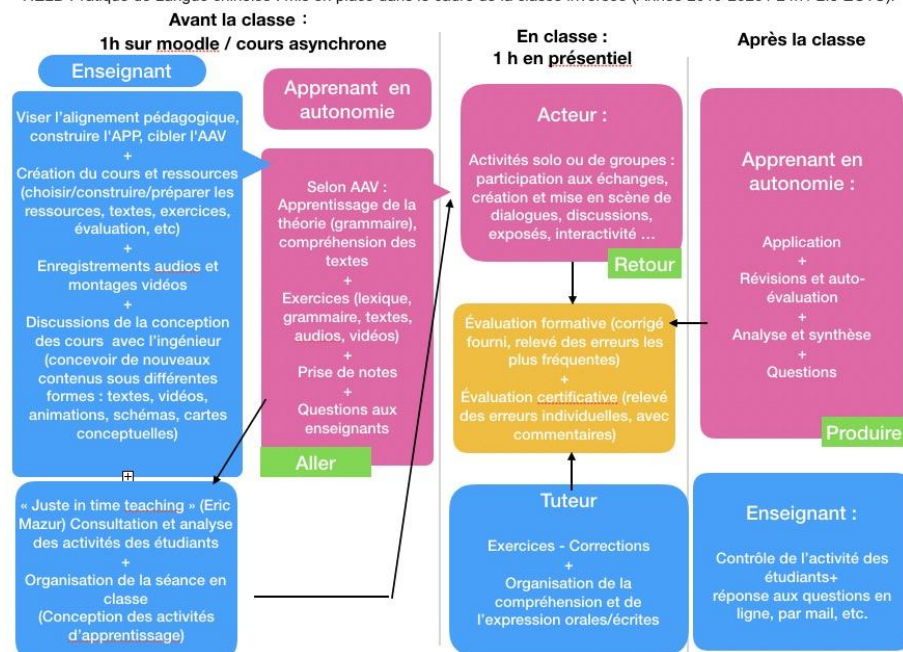 Avant la classe :
1h sur moodle / cours asynchrone
En classe :
1 h en présentiel
Après la classe
Enseignant
Viser l'alignement pédagogique,
construire l'APP, cibler l'AAV
+
Création du cours et ressources
(choisir/construire/préparer les
ressources, textes, exercices,
évaluation, etc)
+
Enregistrements audios et
montages vidéos
+
Discussions de la conception
des cours avec l'ingénieur
(concevoir de nouveaux
contenus sous différentes
formes : textes, vidéos,
animations, schémas, cartes
conceptuelles)
« Juste in time teaching » (Eric
Mazur) Consultation et analyse
des activités des étudiants
+
Organisation de la séance en
classe
(Conception des activités
d'apprentissage)
Apprenant en
autonomie
Selon AAV :
Apprentissage de la
théorie (grammaire),
compréhension des
textes
+
Exercices (lexique,
grammaire, textes,
audios, vidéos)
+
Prise de notes
+
Questions aux
enseignants
Aller
Acteur :
Activités solo ou de groupes :
participation aux échanges,
création et mise en scène de
dialogues, discussions,
exposés, interactivité ...
Retour
Évaluation formative (corrigé
fourni, relevé des erreurs les
plus fréquentes)
+
Évaluation certificative (relevé
des erreurs individuelles, avec
commentaires)
Tuteur
Exercices - Corrections
+
Organisation de la
compréhension et de
l'expression orales/écrites
Apprenant en
autonomie :
Application
+
Révisions et auto-
évaluation
+
Analyse et synthèse
+
Questions
Produire
Enseignant :
Contrôle de l'activité des
étudiants+
réponse aux questions en
ligne, par mail, etc.